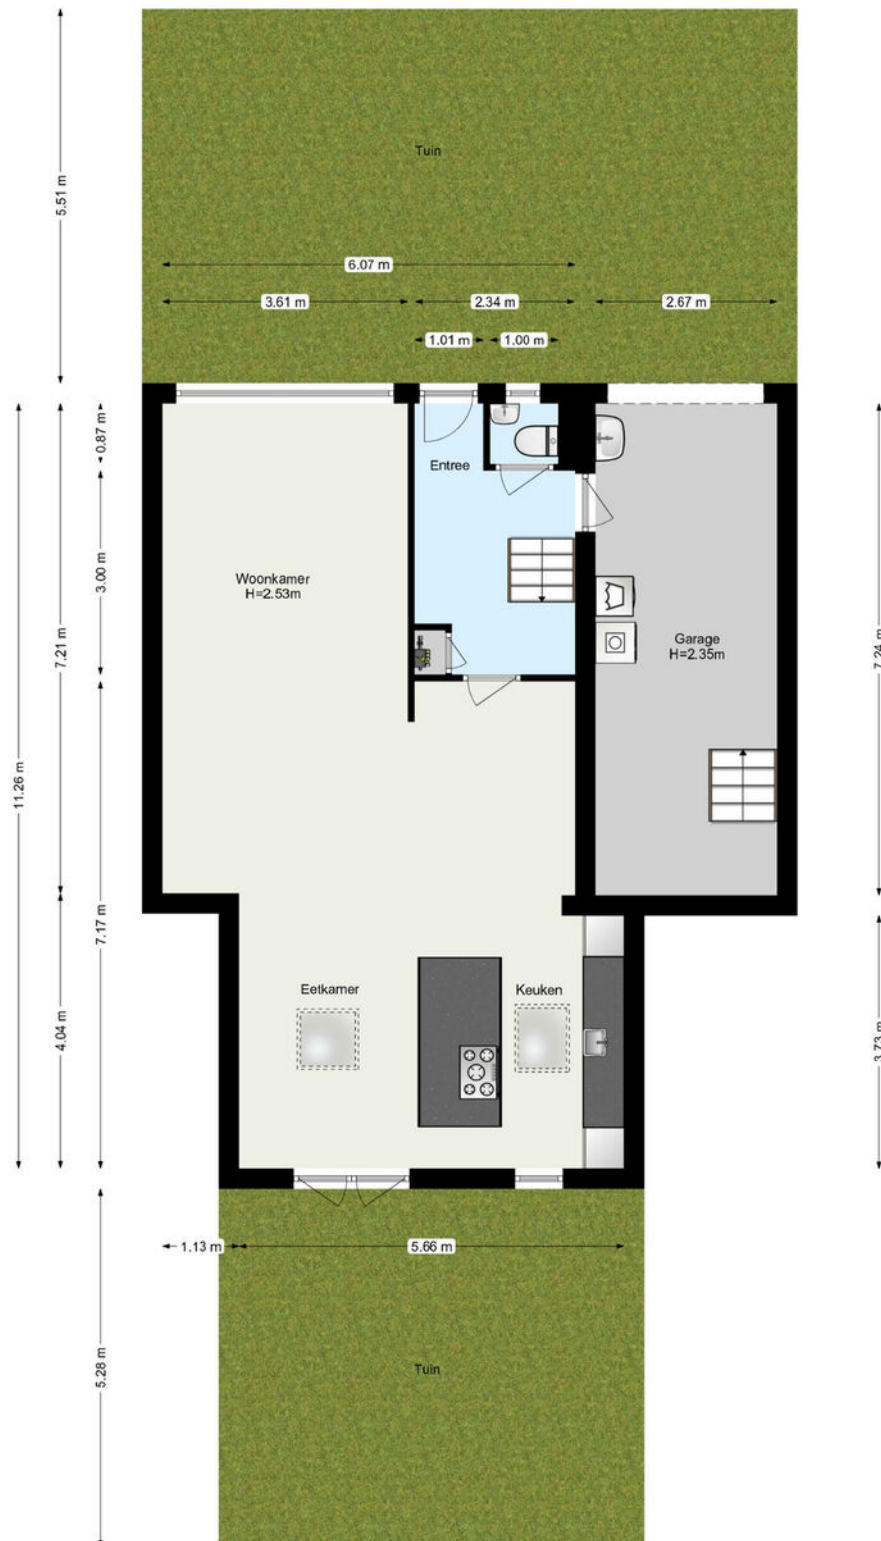 Tuin
5.51 m
6.07 m
3.61 m
2.34 m
2.67 m
1.01 m
1.00 m
0.87 m
Entree
3.00 m
Woonkamer
H=2.53m
7.21 m
Garage
H=2.35m
7.24 m
11.26 m
7.17 m
Eetkamer
Keuken
4.04 m
3.73 m
1.13 m
5.66 m
Tuin
5.28 m